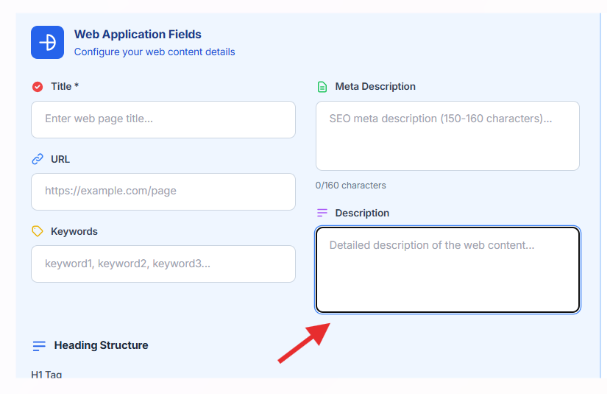 Web Application Fields
Configure your web content details
Title *
Enter web page title...
URL
https://example.com/page
Keywords
keyword1, keyword2, keyword3...
Meta Description
SEO meta description (150-160 characters)...
0/160 characters
Description
Detailed description of the web content...
Heading Structure
H1 Tag